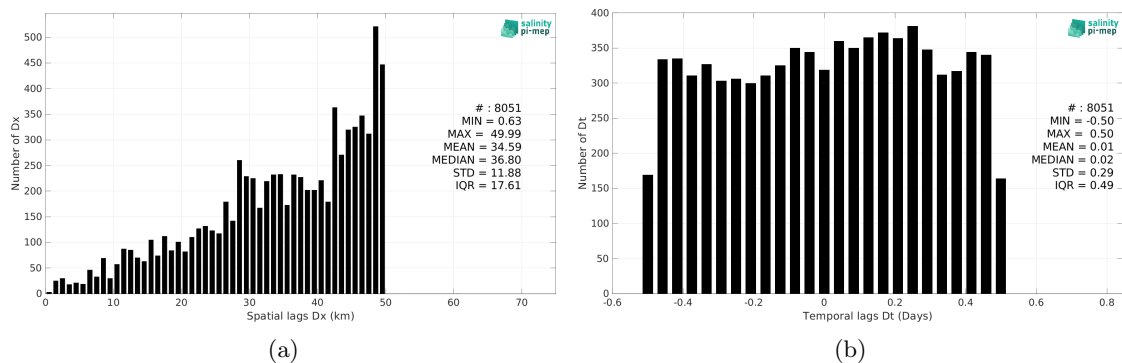 salinity
pi-mep
Number of Dx
500
450
400
350
300
250
200
150
100
50
0
# : 8051
MIN = 0.63
MAX = 49.99
MEAN = 34.59
MEDIAN = 36.80
STD = 11.88
IQR = 17.61
0 10 20 30 40 50 60 70
Spatial lags Dx (km)
(a)
salinity
pi-mep
Number of Dt
400
350
300
250
200
150
100
50
0
# : 8051
MIN = -0.50
MAX = 0.50
MEAN = 0.01
MEDIAN = 0.02
STD = 0.29
IQR = 0.49
-0.6 -0.4 -0.2 0 0.2 0.4 0.6 0.8
Temporal lags Dt (Days)
(b)